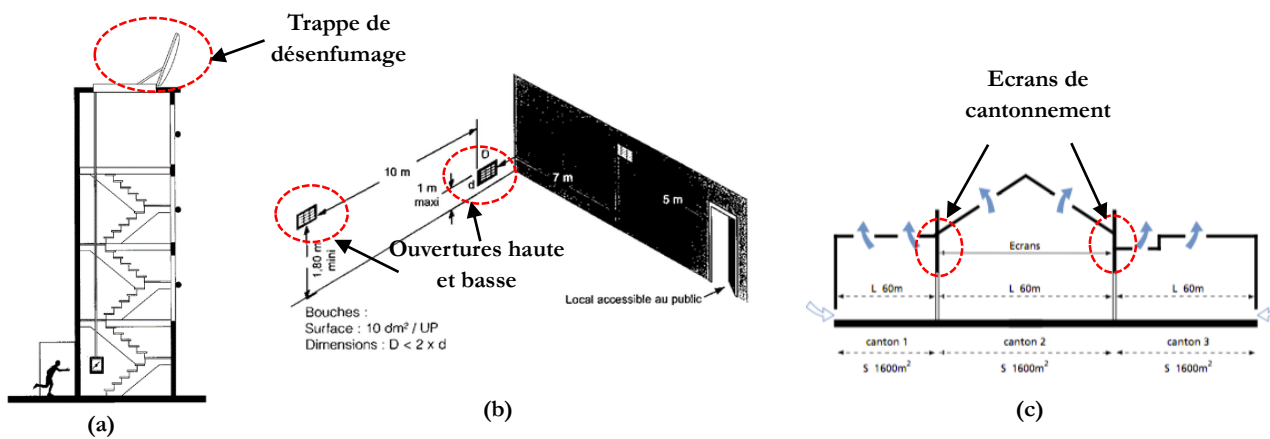 Trappe de
désenfumage
(a)
10 m
D
d
1 m
maxi
1,80 m
mini
7 m
5 m
Ouvertures haute
et basse
Local accessible au public
Bouches :
Surface : 10 dm² / UP
Dimensions : D < 2 x d
(b)
Ecrans de
cantonnement
Ecrans
L 60m
L 60m
L 60m
canton 1
canton 2
canton 3
S 1600m²
S 1600m²
S 1600m²
(c)